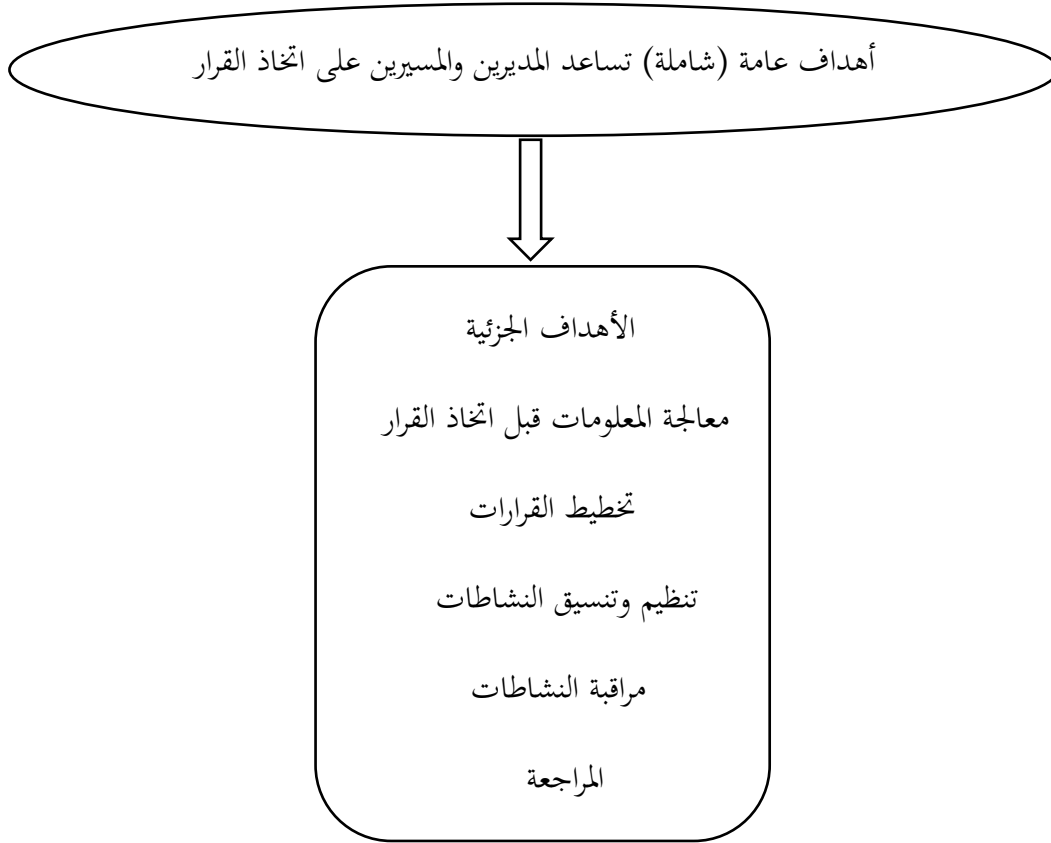 أهداف عامة (شاملة) تساعد المديرين والمسيرين على اتخاذ القرار
الأهداف الجزئية
معالجة المعلومات قبل اتخاذ القرار
تخطيط القرارات
تنظيم وتنسيق النشاطات
مراقبة النشاطات
المراجعة